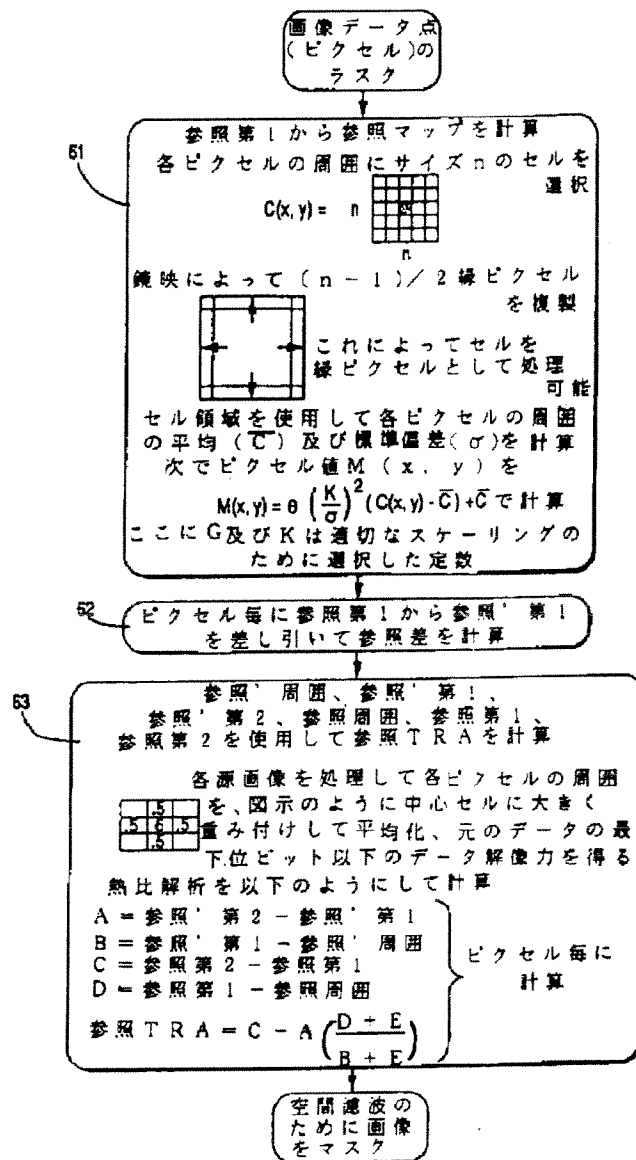 画像データ点
(ピクセル)の
ラスク
61
参照第1から参照マップを計算
各ピクセルの周囲にサイズnのセルを
選択
C(x, y) = n
n
鏡映によって(n-1)/2縁ピクセル
を複製
これによってセルを
縁ピクセルとして処理
可能
セル領域を使用して各ピクセルの周囲
の平均(C̅)及び標準偏差(σ)を計算
次でピクセル値M(x, y)を
M(x, y) = θ (K/σ)² (C(x, y) - C̅) + C̅ で計算
ここにG及びKは適切なスケーリングの
ために選択した定数
62
ピクセル毎に参照第1から参照'第1
を差し引いて参照差を計算
63
参照'周囲、参照'第1、
参照'第2、参照周囲、参照第1、
参照第2を使用して参照TRAを計算
各源画像を処理して各ピクセルの周囲
を、図示のように中心セルに大きく
重み付けして平均化、元のデータの最
下位ビット以下のデータ解像力を得る
.5
.5 6 .5
.5
熱比解析を以下のようにして計算
A=参照'第2-参照'第1
B=参照'第1-参照'周囲
C=参照第2-参照第1
D=参照第1-参照周囲
ピクセル毎に
計算
参照TRA=C-A(D+E/B+E)
空間濾波の
ために画像
をマスク